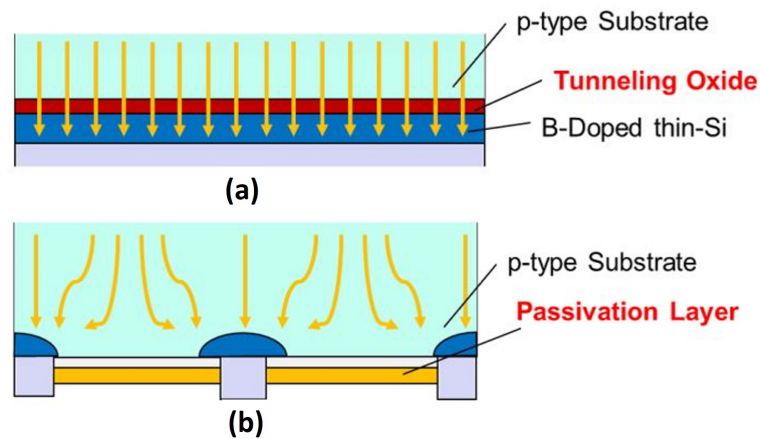 p-type Substrate
Tunneling Oxide
B-Doped thin-Si
(a)
p-type Substrate
Passivation Layer
(b)